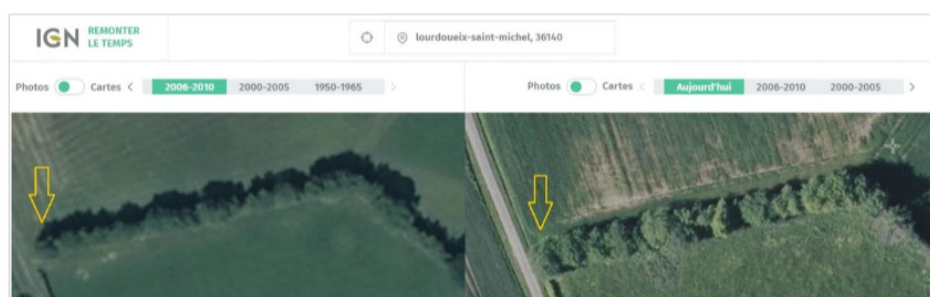 IGN REMONTER
LE TEMPS
lourdoueix-saint-michel, 36140
Photos Cartes < 2006-2010 2000-2005 1950-1965 >
Photos Cartes < Aujourd'hui 2006-2010 2000-2005 >